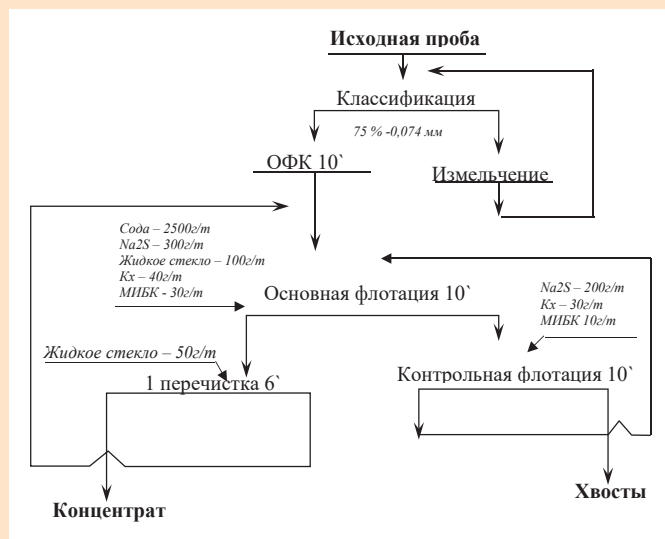 Исходная проба
Классификация
75 % -0,074 мм
ОФК 10`
Измельчение
Сода – 2500г/т
Na2S – 300г/т
Жидкое стекло – 100г/т
Кх – 40г/т
МИБК - 30г/т
Основная флотация 10`
Na2S – 200г/т
Кх – 30г/т
МИБК 10г/т
Жидкое стекло – 50г/т
1 перечистка 6`
Контрольная флотация 10`
Концентрат
Хвосты